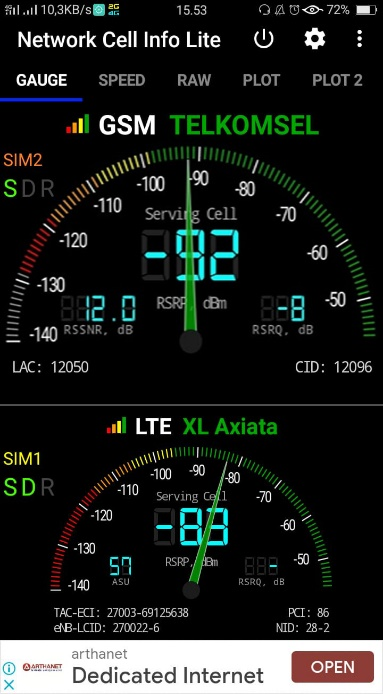 10,3KB/s 2G 4G 15.53 72%
Network Cell Info Lite
GAUGE SPEED RAW PLOT PLOT 2
GSM TELKOMSEL
SIM2
S D R
-140 -130 -120 -110 -100 -90 -80 -70 -60 -50
Serving Cell
-92
RSRP, dBm
12.0
RSSNR, dB
-8
RSRQ, dB
LAC: 12050 CID: 12096
LTE XL Axiata
SIM1
S D R
-140 -130 -120 -110 -100 -90 -80 -70 -60 -50
Serving Cell
-83
RSRP, dBm
57
ASU
-
RSRQ, dB
TAC-ECI: 27003-69125638 PCI: 86
eNB-LCID: 270022-6 NID: 28-2
arthanet
ARTHANET
Dedicated Internet
OPEN